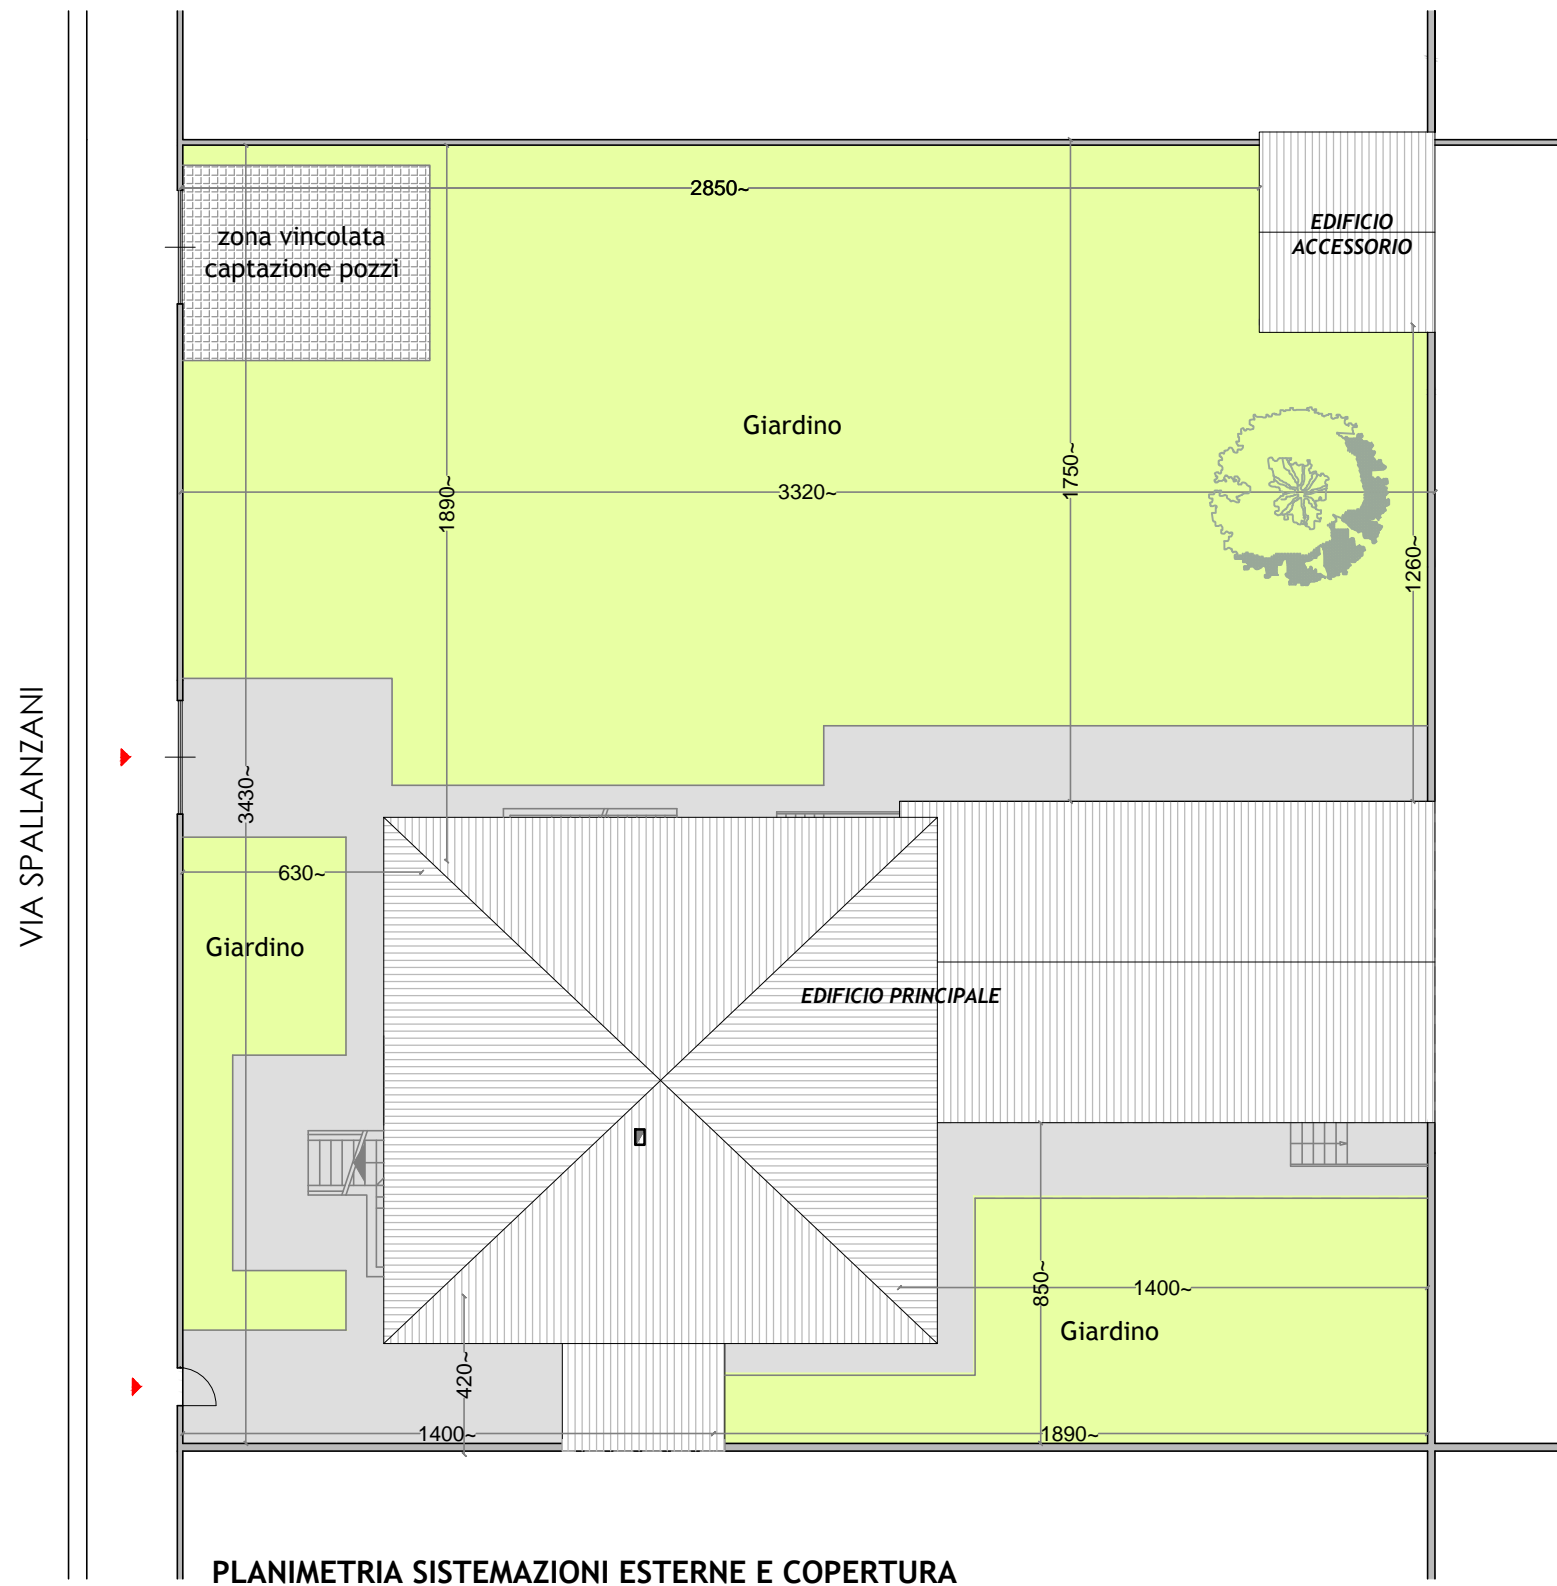 2850~
zona vincolata
captazione pozzi
EDIFICIO
ACCESSORIO
Giardino
1890~
3320~
1750~
1260~
VIA SPALLANZANI
3430~
630~
Giardino
EDIFICIO PRINCIPALE
850~
1400~
Giardino
420~
1400~
1890~
PLANIMETRIA SISTEMAZIONI ESTERNE E COPERTURA